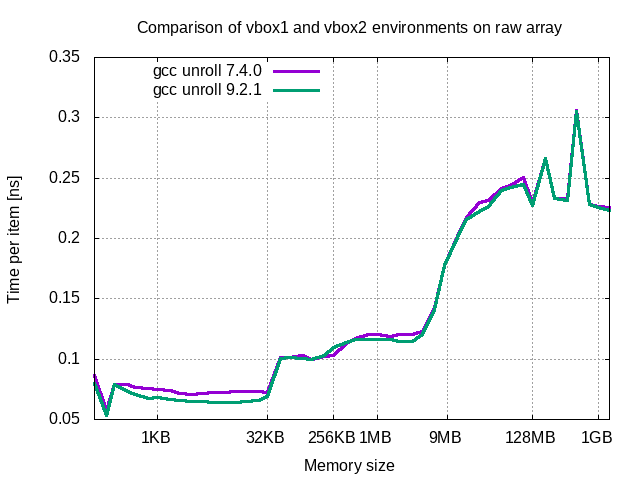 Comparison of vbox1 and vbox2 environments on raw array
gcc unroll 7.4.0
gcc unroll 9.2.1
Time per item [ns]
0.35
0.3
0.25
0.2
0.15
0.1
0.05
1KB 32KB 256KB 1MB 9MB 128MB 1GB
Memory size